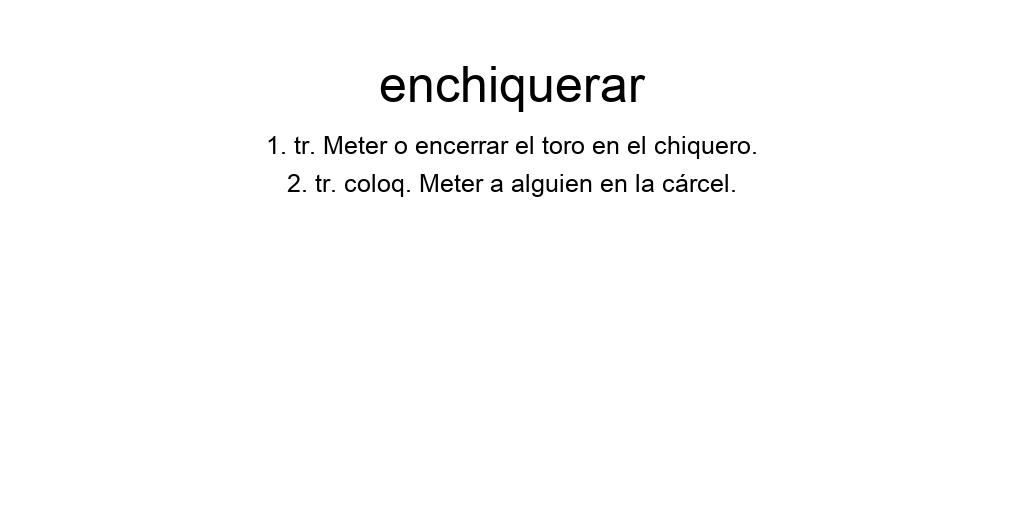 enchiquerar
1. tr. Meter o encerrar el toro en el chiquero.
2. tr. coloq. Meter a alguien en la cárcel.